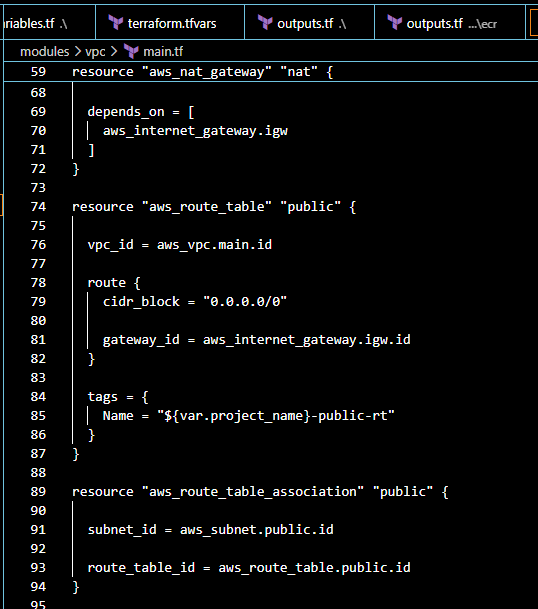 riables.tf .\ terraform.tfvars outputs.tf .\ outputs.tf ...\ecr
modules > vpc > main.tf
59 resource "aws_nat_gateway" "nat" {
68
69 depends_on = [
70 aws_internet_gateway.igw
71 ]
72 }
73
74 resource "aws_route_table" "public" {
75
76 vpc_id = aws_vpc.main.id
77
78 route {
79 cidr_block = "0.0.0.0/0"
80
81 gateway_id = aws_internet_gateway.igw.id
82 }
83
84 tags = {
85 Name = "${var.project_name}-public-rt"
86 }
87 }
88
89 resource "aws_route_table_association" "public" {
90
91 subnet_id = aws_subnet.public.id
92
93 route_table_id = aws_route_table.public.id
94 }
95